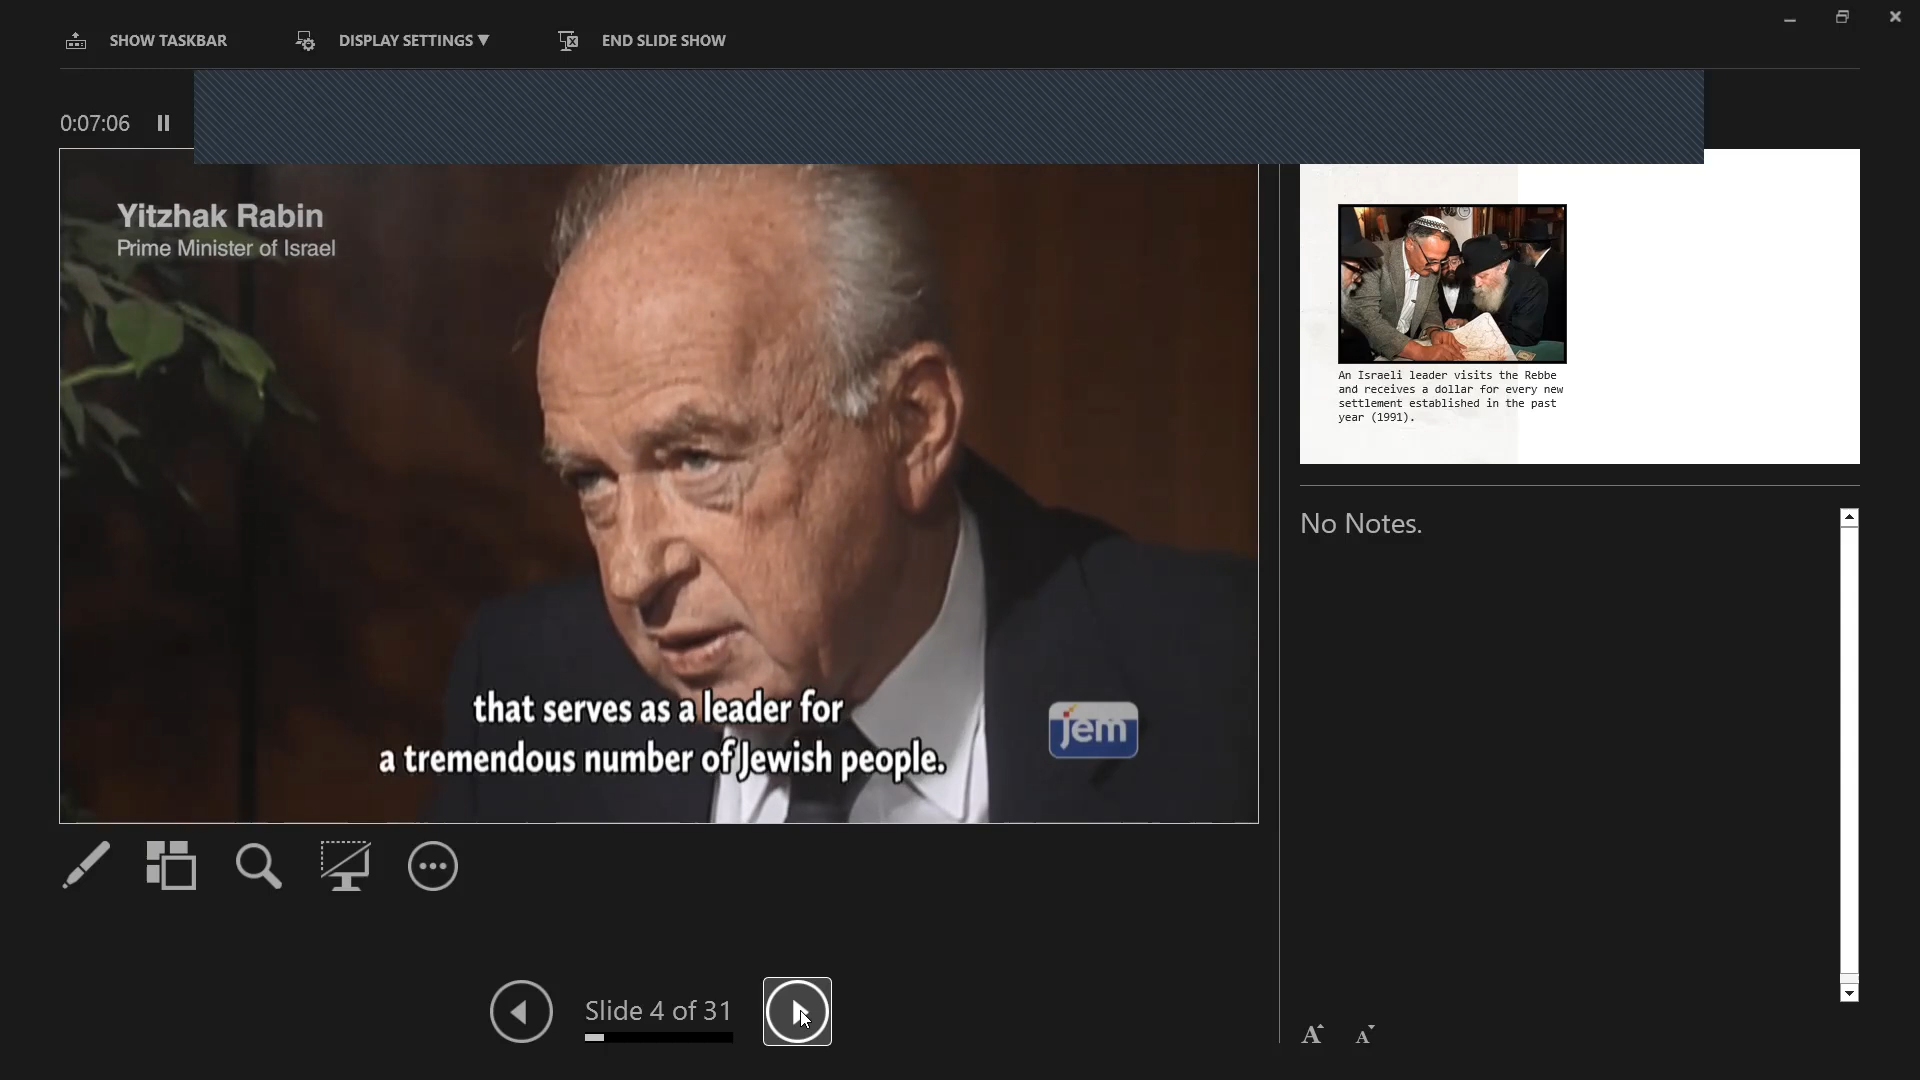 SHOW TASKBAR
DISPLAY SETTINGS ▼
END SLIDE SHOW
0:07:06
Yitzhak Rabin
Prime Minister of Israel
that serves as a leader for
a tremendous number of Jewish people.
jem
An Israeli leader visits the Rebbe
and receives a dollar for every new
settlement established in the past
year (1991).
No Notes.
Slide 4 of 31
A A